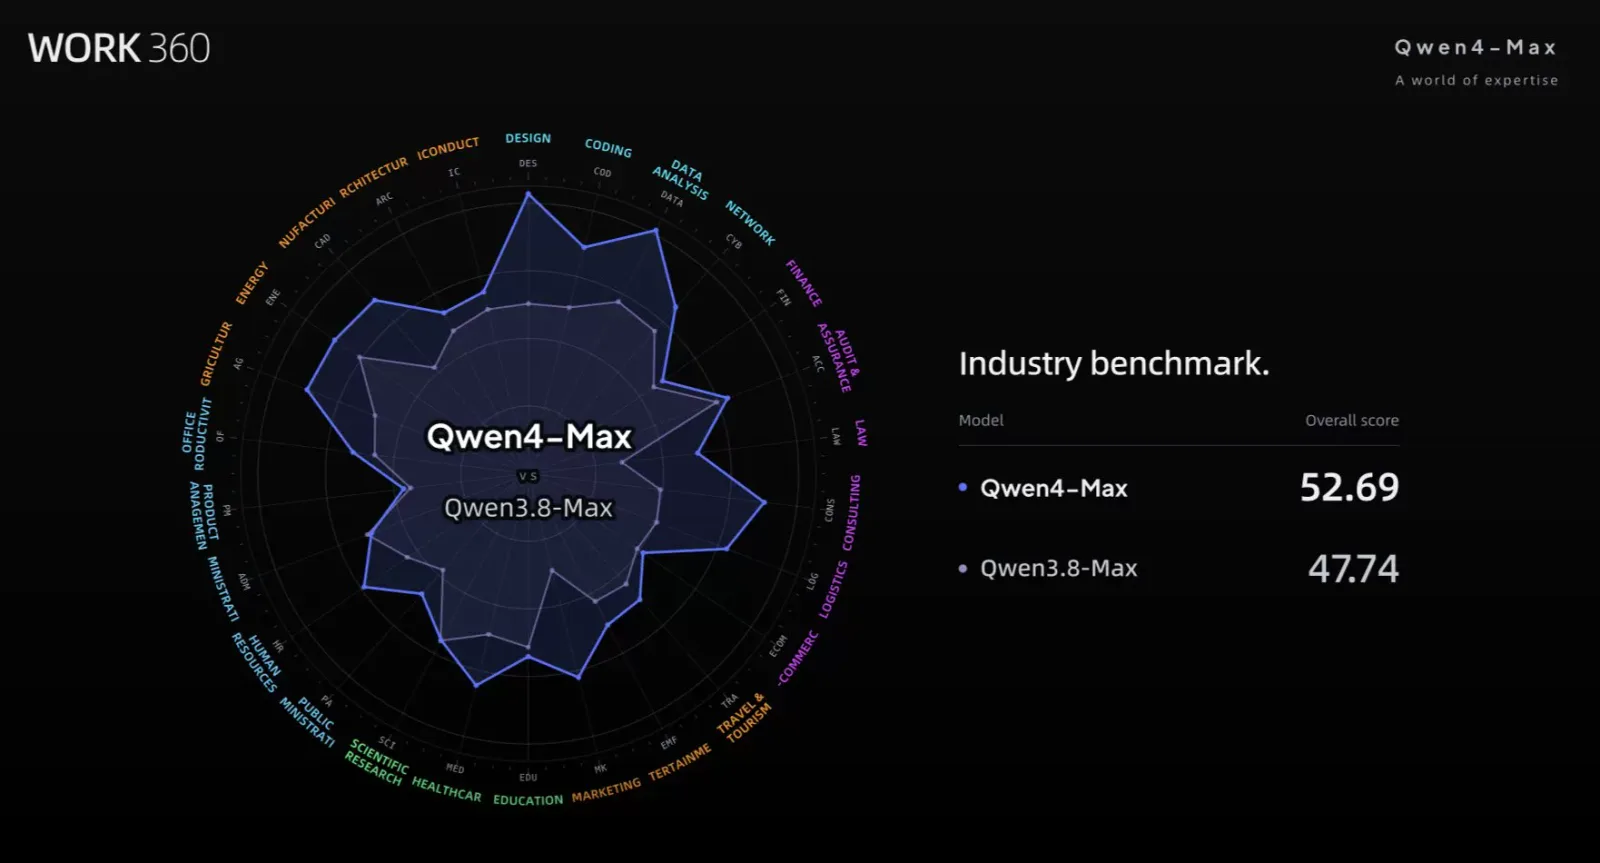 WORK 360
Qwen4-Max
A world of expertise
DESIGN
DES
CODING
COD
DATA
ANALYSIS
DATA
NETWORK
CYB
FINANCE
FIN
AUDIT &
ASSURANCE
ACC
LAW
LAW
CONSULTING
CONS
LOGISTICS
LOG
-COMMERC
ECOM
TRAVEL &
TOURISM
TRA
TERTAINME
EMF
MARKETING
MK
EDUCATION
EDU
HEALTHCAR
MED
SCIENTIFIC
RESEARCH
SCI
PUBLIC
MINISTRATI
PA
HUMAN
RESOURCES
HR
MINISTRATI
ADM
PRODUCT
ANAGEMEN
PM
OFFICE
RODUCTIVIT
OF
GRICULTUR
AG
ENERGY
ENE
NUFACTURI
CAD
RCHITECTUR
ARC
ICONDUCT
IC
Qwen4-Max
VS
Qwen3.8-Max
Industry benchmark.
Model Overall score
Qwen4-Max 52.69
Qwen3.8-Max 47.74